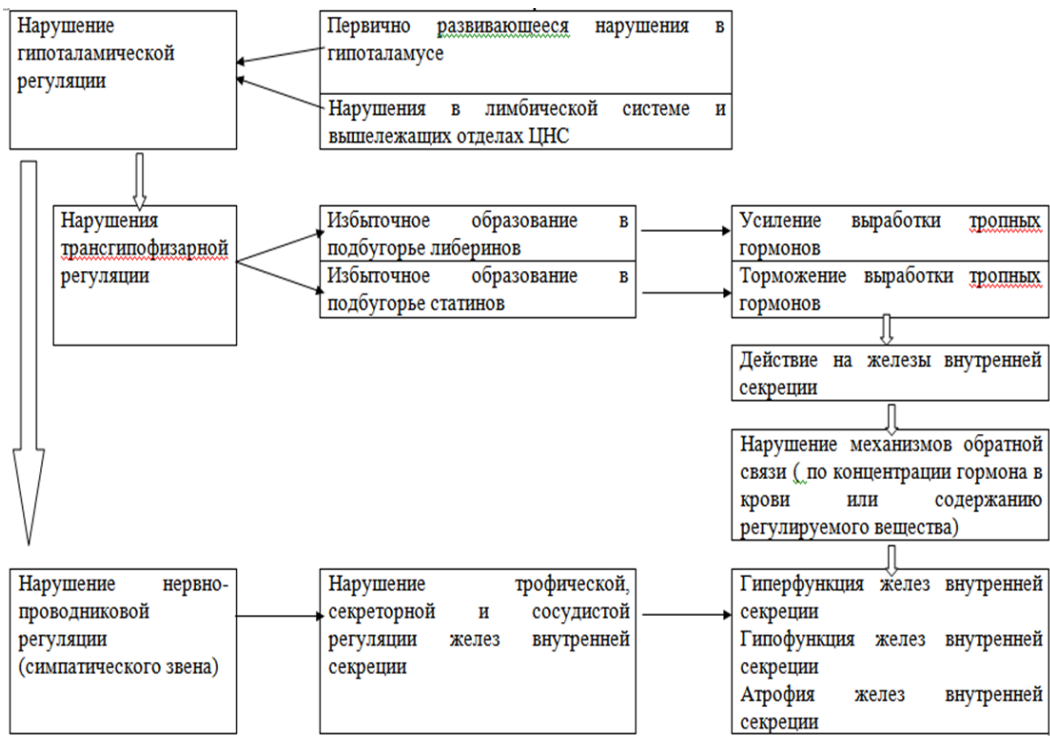 Нарушение
гипоталамической
регуляции
Первично развивающееся нарушения в
гипоталамусе
Нарушения в лимбической системе и
вышележащих отделах ЦНС
Нарушения
трансгипофизарной
регуляции
Избыточное образование в
подбугорье либеринов
Избыточное образование в
подбугорье статинов
Усиление выработки тропных
гормонов
Торможение выработки тропных
гормонов
Действие на железы внутренней
секреции
Нарушение механизмов обратной
связи ( по концентрации гормона в
крови или содержанию
регулируемого вещества)
Нарушение нервно-
проводниковой
регуляции
(симпатического звена)
Нарушение трофической,
секреторной и сосудистой
регуляции желез внутренней
секреции
Гиперфункция желез внутренней
секреции
Гипофункция желез внутренней
секреции
Атрофия желез внутренней
секреции